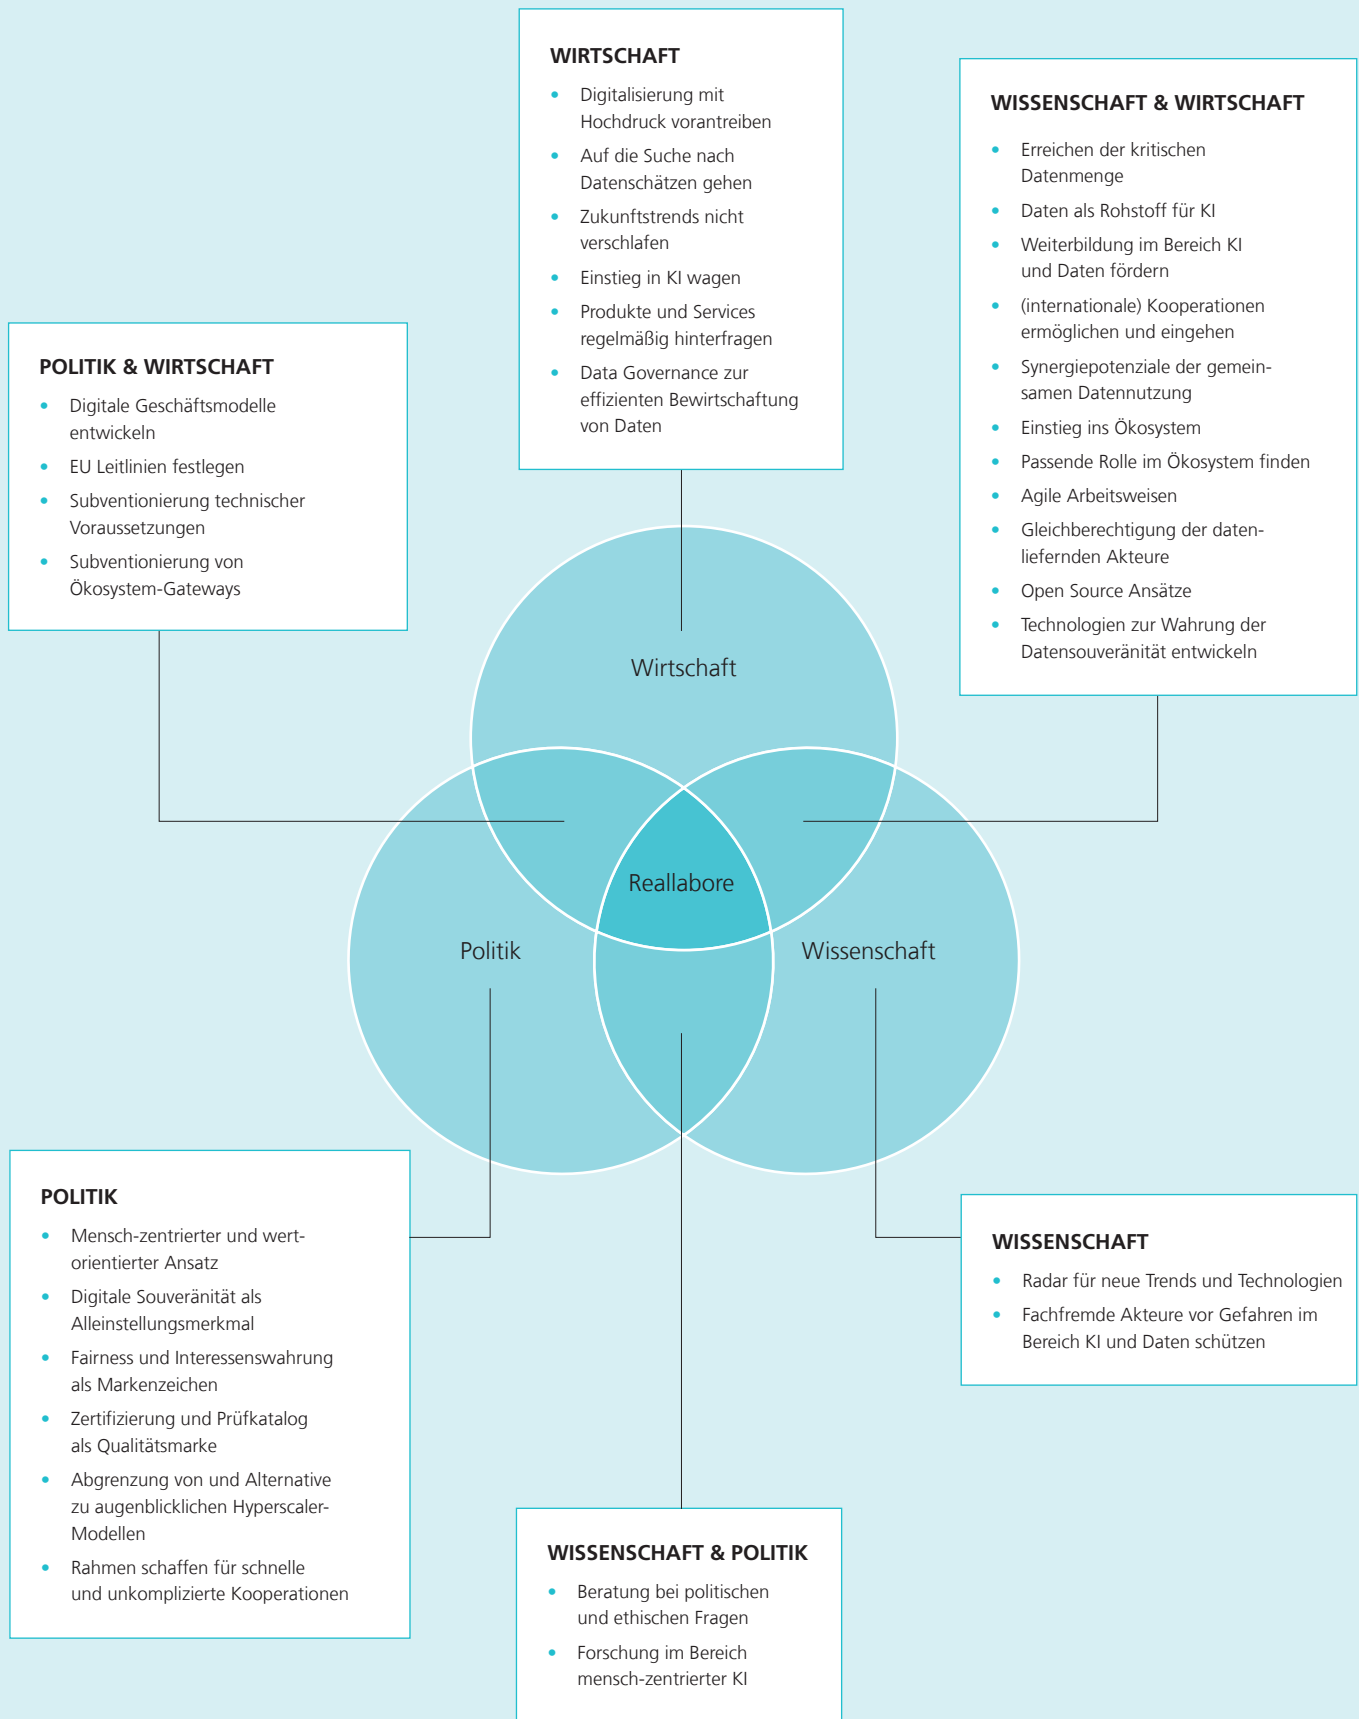 WIRTSCHAFT
• Digitalisierung mit
Hochdruck vorantreiben
• Auf die Suche nach
Datenschätzen gehen
• Zukunftstrends nicht
verschlafen
• Einstieg in KI wagen
• Produkte und Services
regelmäßig hinterfragen
• Data Governance zur
effizienten Bewirtschaftung
von Daten
WISSENSCHAFT & WIRTSCHAFT
• Erreichen der kritischen
Datenmenge
• Daten als Rohstoff für KI
• Weiterbildung im Bereich KI
und Daten fördern
• (internationale) Kooperationen
ermöglichen und eingehen
• Synergiepotenziale der gemein-
samen Datennutzung
• Einstieg ins Ökosystem
• Passende Rolle im Ökosystem finden
• Agile Arbeitsweisen
• Gleichberechtigung der daten-
liefernden Akteure
• Open Source Ansätze
• Technologien zur Wahrung der
Datensouveränität entwickeln
POLITIK & WIRTSCHAFT
• Digitale Geschäftsmodelle
entwickeln
• EU Leitlinien festlegen
• Subventionierung technischer
Voraussetzungen
• Subventionierung von
Ökosystem-Gateways
Wirtschaft
Reallabore
Politik
Wissenschaft
POLITIK
• Mensch-zentrierter und wert-
orientierter Ansatz
• Digitale Souveränität als
Alleinstellungsmerkmal
• Fairness und Interessenswahrung
als Markenzeichen
• Zertifizierung und Prüfkatalog
als Qualitätsmarke
• Abgrenzung von und Alternative
zu augenblicklichen Hyperscaler-
Modellen
• Rahmen schaffen für schnelle
und unkomplizierte Kooperationen
WISSENSCHAFT
• Radar für neue Trends und Technologien
• Fachfremde Akteure vor Gefahren im
Bereich KI und Daten schützen
WISSENSCHAFT & POLITIK
• Beratung bei politischen
und ethischen Fragen
• Forschung im Bereich
mensch-zentrierter KI